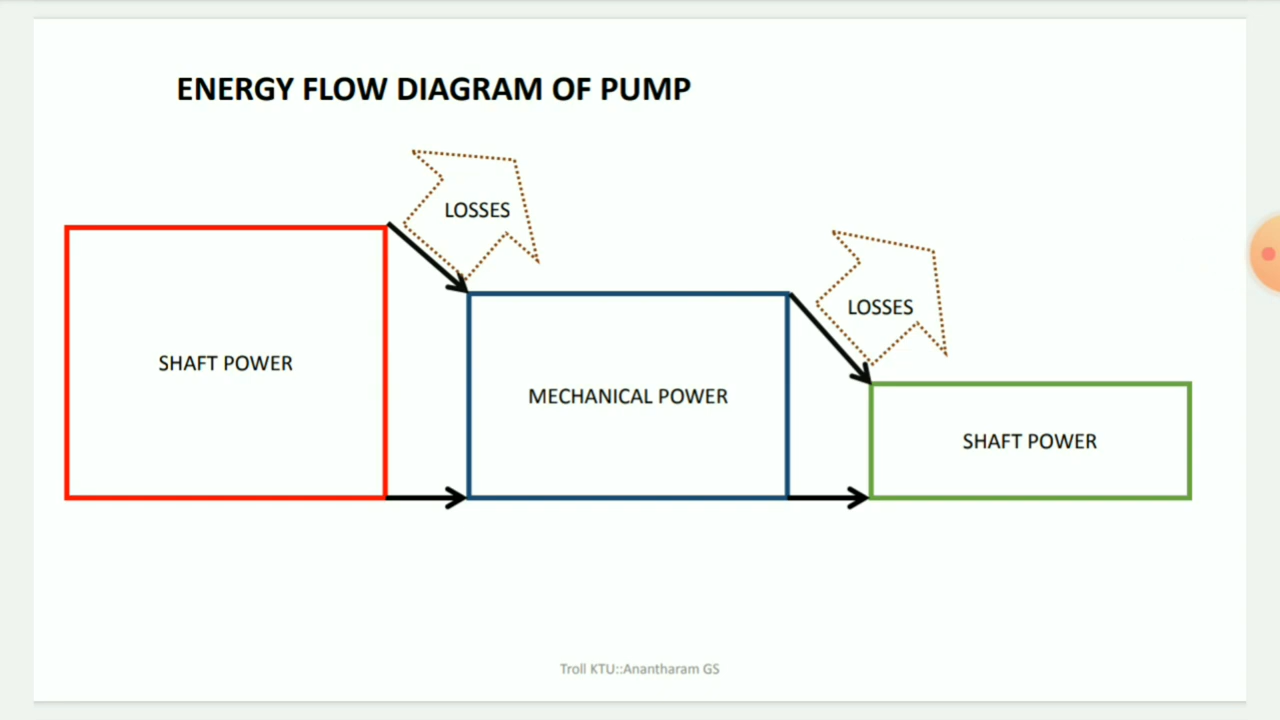 ENERGY FLOW DIAGRAM OF PUMP
LOSSES
LOSSES
SHAFT POWER
MECHANICAL POWER
SHAFT POWER
Troll KTU::Anantharam GS